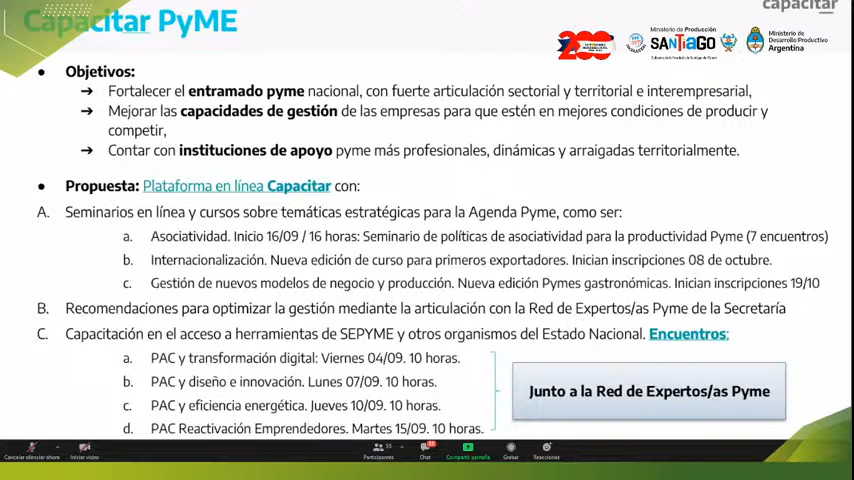 Capacitar PyME
capacitar
200
Ministerio de Producción
SANTIAGO
Ministerio de
Desarrollo Productivo
Argentina
● Objetivos:
➔ Fortalecer el entramado pyme nacional, con fuerte articulación sectorial y territorial e interempresarial,
➔ Mejorar las capacidades de gestión de las empresas para que estén en mejores condiciones de producir y
competir,
➔ Contar con instituciones de apoyo pyme más profesionales, dinámicas y arraigadas territorialmente.
● Propuesta: Plataforma en línea Capacitar con:
A. Seminarios en línea y cursos sobre temáticas estratégicas para la Agenda Pyme, como ser:
a. Asociatividad. Inicio 16/09 / 16 horas: Seminario de políticas de asociatividad para la productividad Pyme (7 encuentros)
b. Internacionalización. Nueva edición de curso para primeros exportadores. Inician inscripciones 08 de octubre.
c. Gestión de nuevos modelos de negocio y producción. Nueva edición Pymes gastronómicas. Inician inscripciones 19/10
B. Recomendaciones para optimizar la gestión mediante la articulación con la Red de Expertos/as Pyme de la Secretaría
C. Capacitación en el acceso a herramientas de SEPYME y otros organismos del Estado Nacional. Encuentros:
a. PAC y transformación digital: Viernes 04/09. 10 horas.
b. PAC y diseño e innovación. Lunes 07/09. 10 horas.
c. PAC y eficiencia energética. Jueves 10/09. 10 horas.
d. PAC Reactivación Emprendedores. Martes 15/09. 10 horas.
Junto a la Red de Expertos/as Pyme
Cancelar silenciar ahora
Iniciar video
55
Participantes
Chat
Compartir pantalla
Grabar
Reacciones